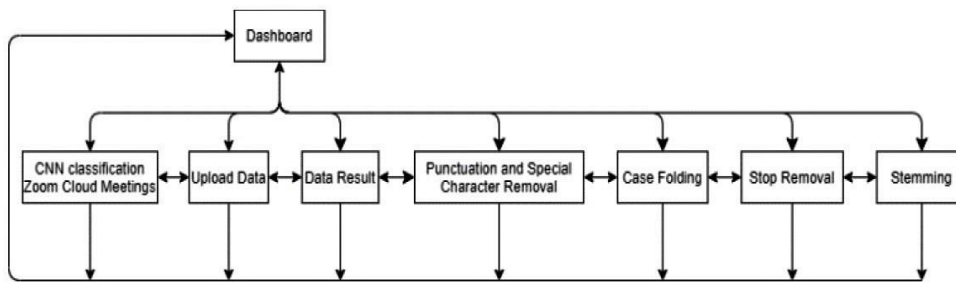 Dashboard
CNN classification
Zoom Cloud Meetings
Upload Data
Data Result
Punctuation and Special
Character Removal
Case Folding
Stop Removal
Stemming